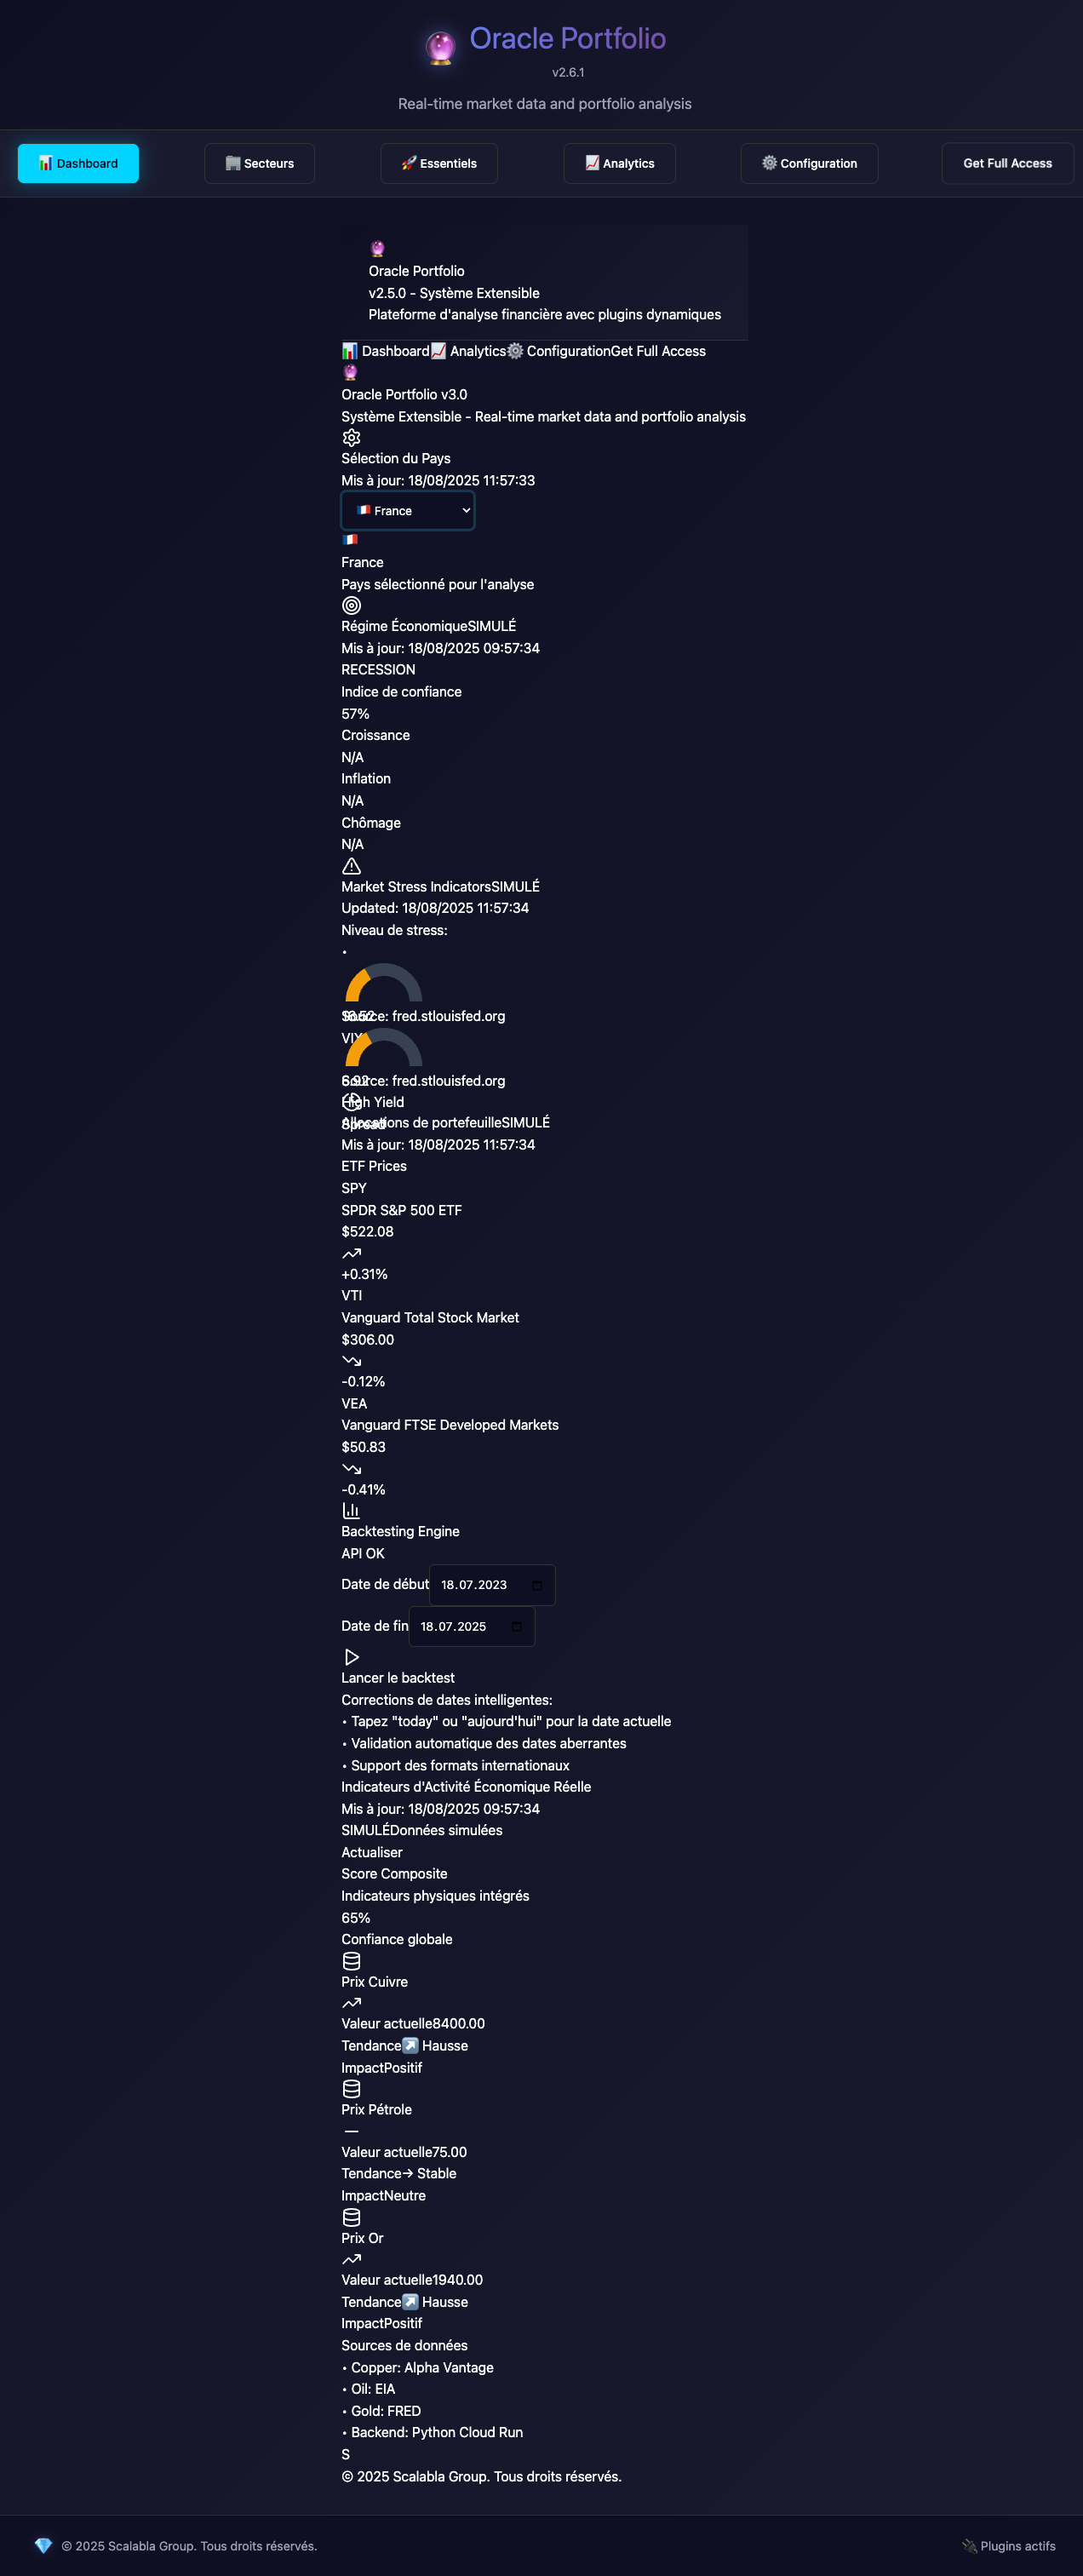 Oracle Portfolio
v2.6.1
Real-time market data and portfolio analysis
📊 Dashboard
🏢 Secteurs
🚀 Essentiels
📈 Analytics
⚙️ Configuration
Get Full Access
Oracle Portfolio
v2.5.0 - Système Extensible
Plateforme d'analyse financière avec plugins dynamiques
📊 Dashboard📈 Analytics⚙️ ConfigurationGet Full Access
Oracle Portfolio v3.0
Système Extensible - Real-time market data and portfolio analysis
Sélection du Pays
Mis à jour: 18/08/2025 11:57:33
🇫🇷 France
🇫🇷
France
Pays sélectionné pour l'analyse
Régime ÉconomiqueSIMULÉ
Mis à jour: 18/08/2025 09:57:34
RECESSION
Indice de confiance
57%
Croissance
N/A
Inflation
N/A
Chômage
N/A
Market Stress IndicatorsSIMULÉ
Updated: 18/08/2025 11:57:34
Niveau de stress:
•
Source: fred.stlouisfed.org
VIX
Source: fred.stlouisfed.org
High Yield
Spread
Allocations de portefeuilleSIMULÉ
Mis à jour: 18/08/2025 11:57:34
ETF Prices
SPY
SPDR S&P 500 ETF
$522.08
+0.31%
VTI
Vanguard Total Stock Market
$306.00
-0.12%
VEA
Vanguard FTSE Developed Markets
$50.83
-0.41%
Backtesting Engine
API OK
Date de début 18.07.2023
Date de fin 18.07.2025
Lancer le backtest
Corrections de dates intelligentes:
• Tapez "today" ou "aujourd'hui" pour la date actuelle
• Validation automatique des dates aberrantes
• Support des formats internationaux
Indicateurs d'Activité Économique Réelle
Mis à jour: 18/08/2025 09:57:34
SIMULÉDonnées simulées
Actualiser
Score Composite
Indicateurs physiques intégrés
65%
Confiance globale
Prix Cuivre
Valeur actuelle8400.00
Tendance↗️ Hausse
ImpactPositif
Prix Pétrole
Valeur actuelle75.00
Tendance→ Stable
ImpactNeutre
Prix Or
Valeur actuelle1940.00
Tendance↗️ Hausse
ImpactPositif
Sources de données
• Copper: Alpha Vantage
• Oil: EIA
• Gold: FRED
• Backend: Python Cloud Run
S
© 2025 Scalabla Group. Tous droits réservés.
💎 © 2025 Scalabla Group. Tous droits réservés.
🔌 Plugins actifs